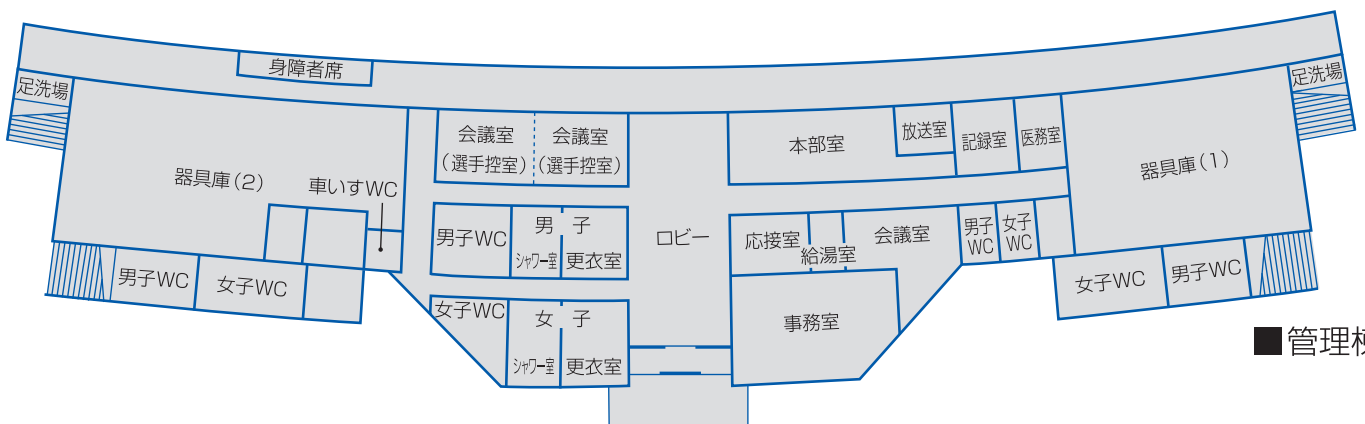 身障者席
足洗場
足洗場
会議室
(選手控室)
会議室
(選手控室)
本部室
放送室
記録室
医務室
器具庫(2)
車いすWC
器具庫(1)
男子WC
男 子
シャワー室
更衣室
ロビー
応接室
給湯室
会議室
男子
WC
女子
WC
男子WC
女子WC
女子WC
女 子
シャワー室
更衣室
事務室
女子WC
男子WC
■管理棟